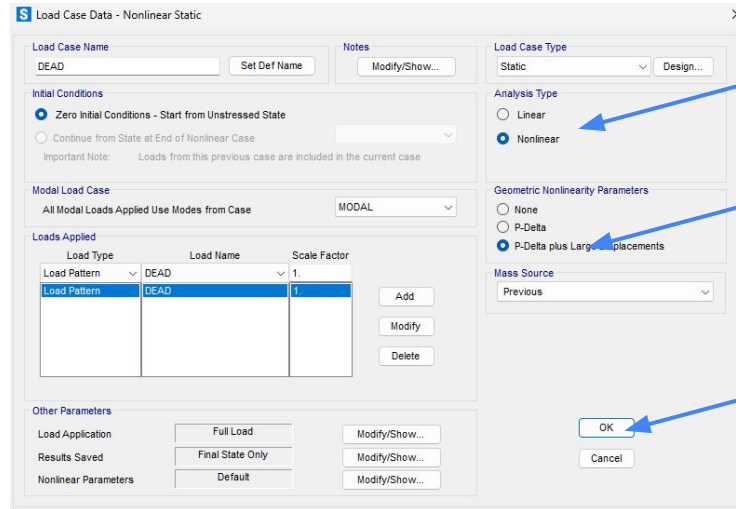 S Load Case Data - Nonlinear Static
Load Case Name
DEAD
Set Def Name
Notes
Modify/Show...
Load Case Type
Static
Design...
Initial Conditions
Zero Initial Conditions - Start from Unstressed State
Continue from State at End of Nonlinear Case
Important Note: Loads from this previous case are included in the current case
Analysis Type
Linear
Nonlinear
Modal Load Case
All Modal Loads Applied Use Modes from Case
MODAL
Geometric Nonlinearity Parameters
None
P-Delta
P-Delta plus Large Displacements
Loads Applied
Load Type Load Name Scale Factor
Load Pattern DEAD 1.
Load Pattern DEAD 1.
Add
Modify
Delete
Mass Source
Previous
Other Parameters
Load Application Full Load Modify/Show...
Results Saved Final State Only Modify/Show...
Nonlinear Parameters Default Modify/Show...
OK
Cancel